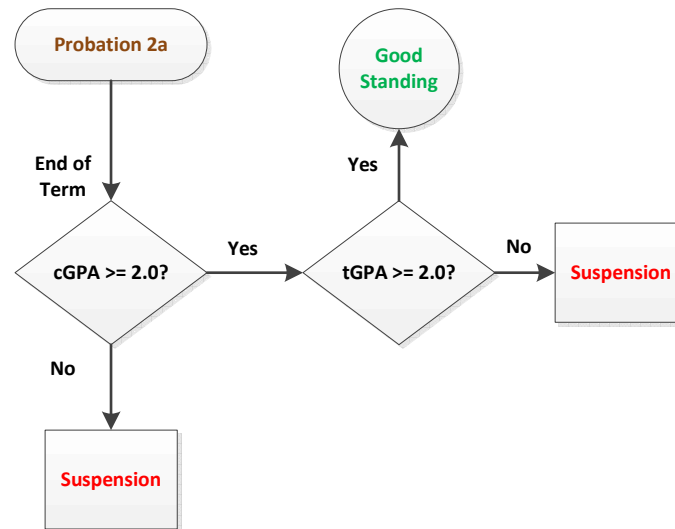 Probation 2a
Good
Standing
End of
Term
Yes
Yes
No
cGPA >= 2.0?
tGPA >= 2.0?
Suspension
No
Suspension